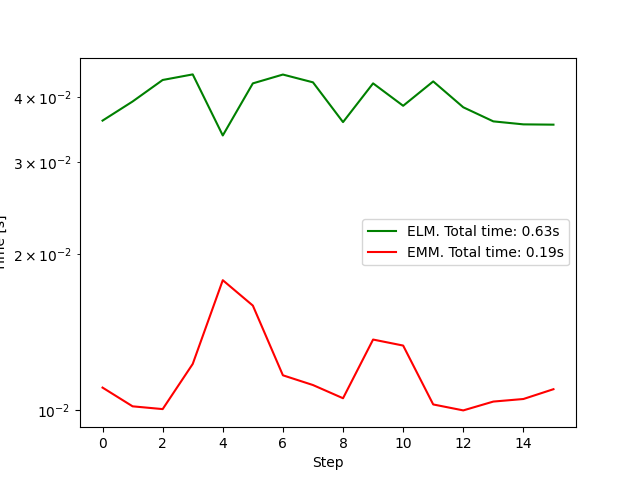 4 × 10⁻²
3 × 10⁻²
2 × 10⁻²
10⁻²
ELM. Total time: 0.63s
EMM. Total time: 0.19s
0 2 4 6 8 10 12 14
Step